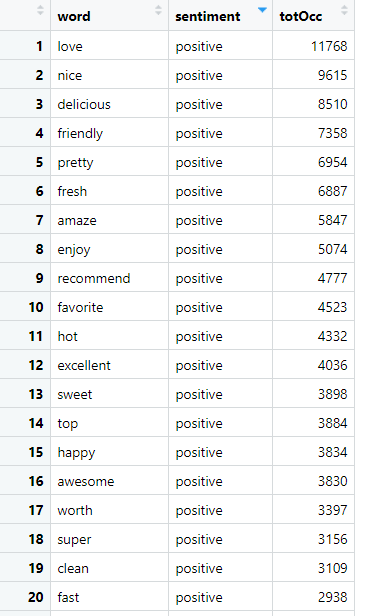 word sentiment totOcc
1 love positive 11768
2 nice positive 9615
3 delicious positive 8510
4 friendly positive 7358
5 pretty positive 6954
6 fresh positive 6887
7 amaze positive 5847
8 enjoy positive 5074
9 recommend positive 4777
10 favorite positive 4523
11 hot positive 4332
12 excellent positive 4036
13 sweet positive 3898
14 top positive 3884
15 happy positive 3834
16 awesome positive 3830
17 worth positive 3397
18 super positive 3156
19 clean positive 3109
20 fast positive 2938